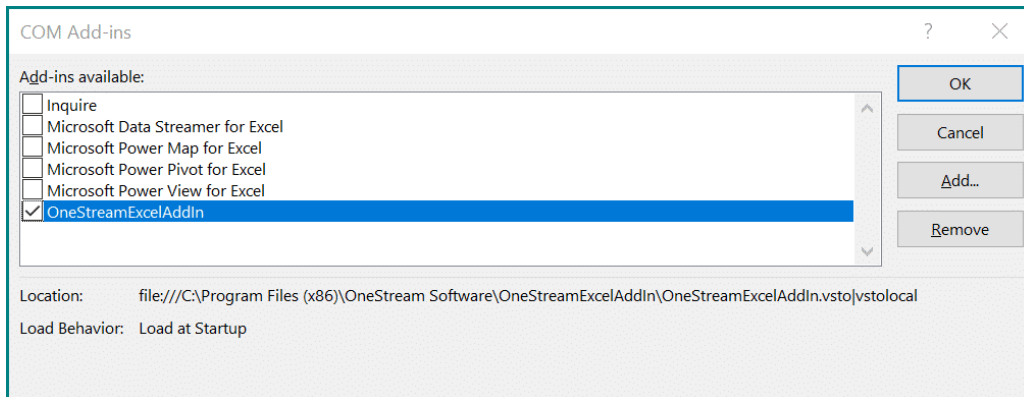 COM Add-ins ?
Add-ins available:
Inquire
Microsoft Data Streamer for Excel
Microsoft Power Map for Excel
Microsoft Power Pivot for Excel
Microsoft Power View for Excel
OneStreamExcelAddIn
OK
Cancel
Add...
Remove
Location: file:///C:\Program Files (x86)\OneStream Software\OneStreamExcelAddIn\OneStreamExcelAddIn.vsto|vstolocal
Load Behavior: Load at Startup